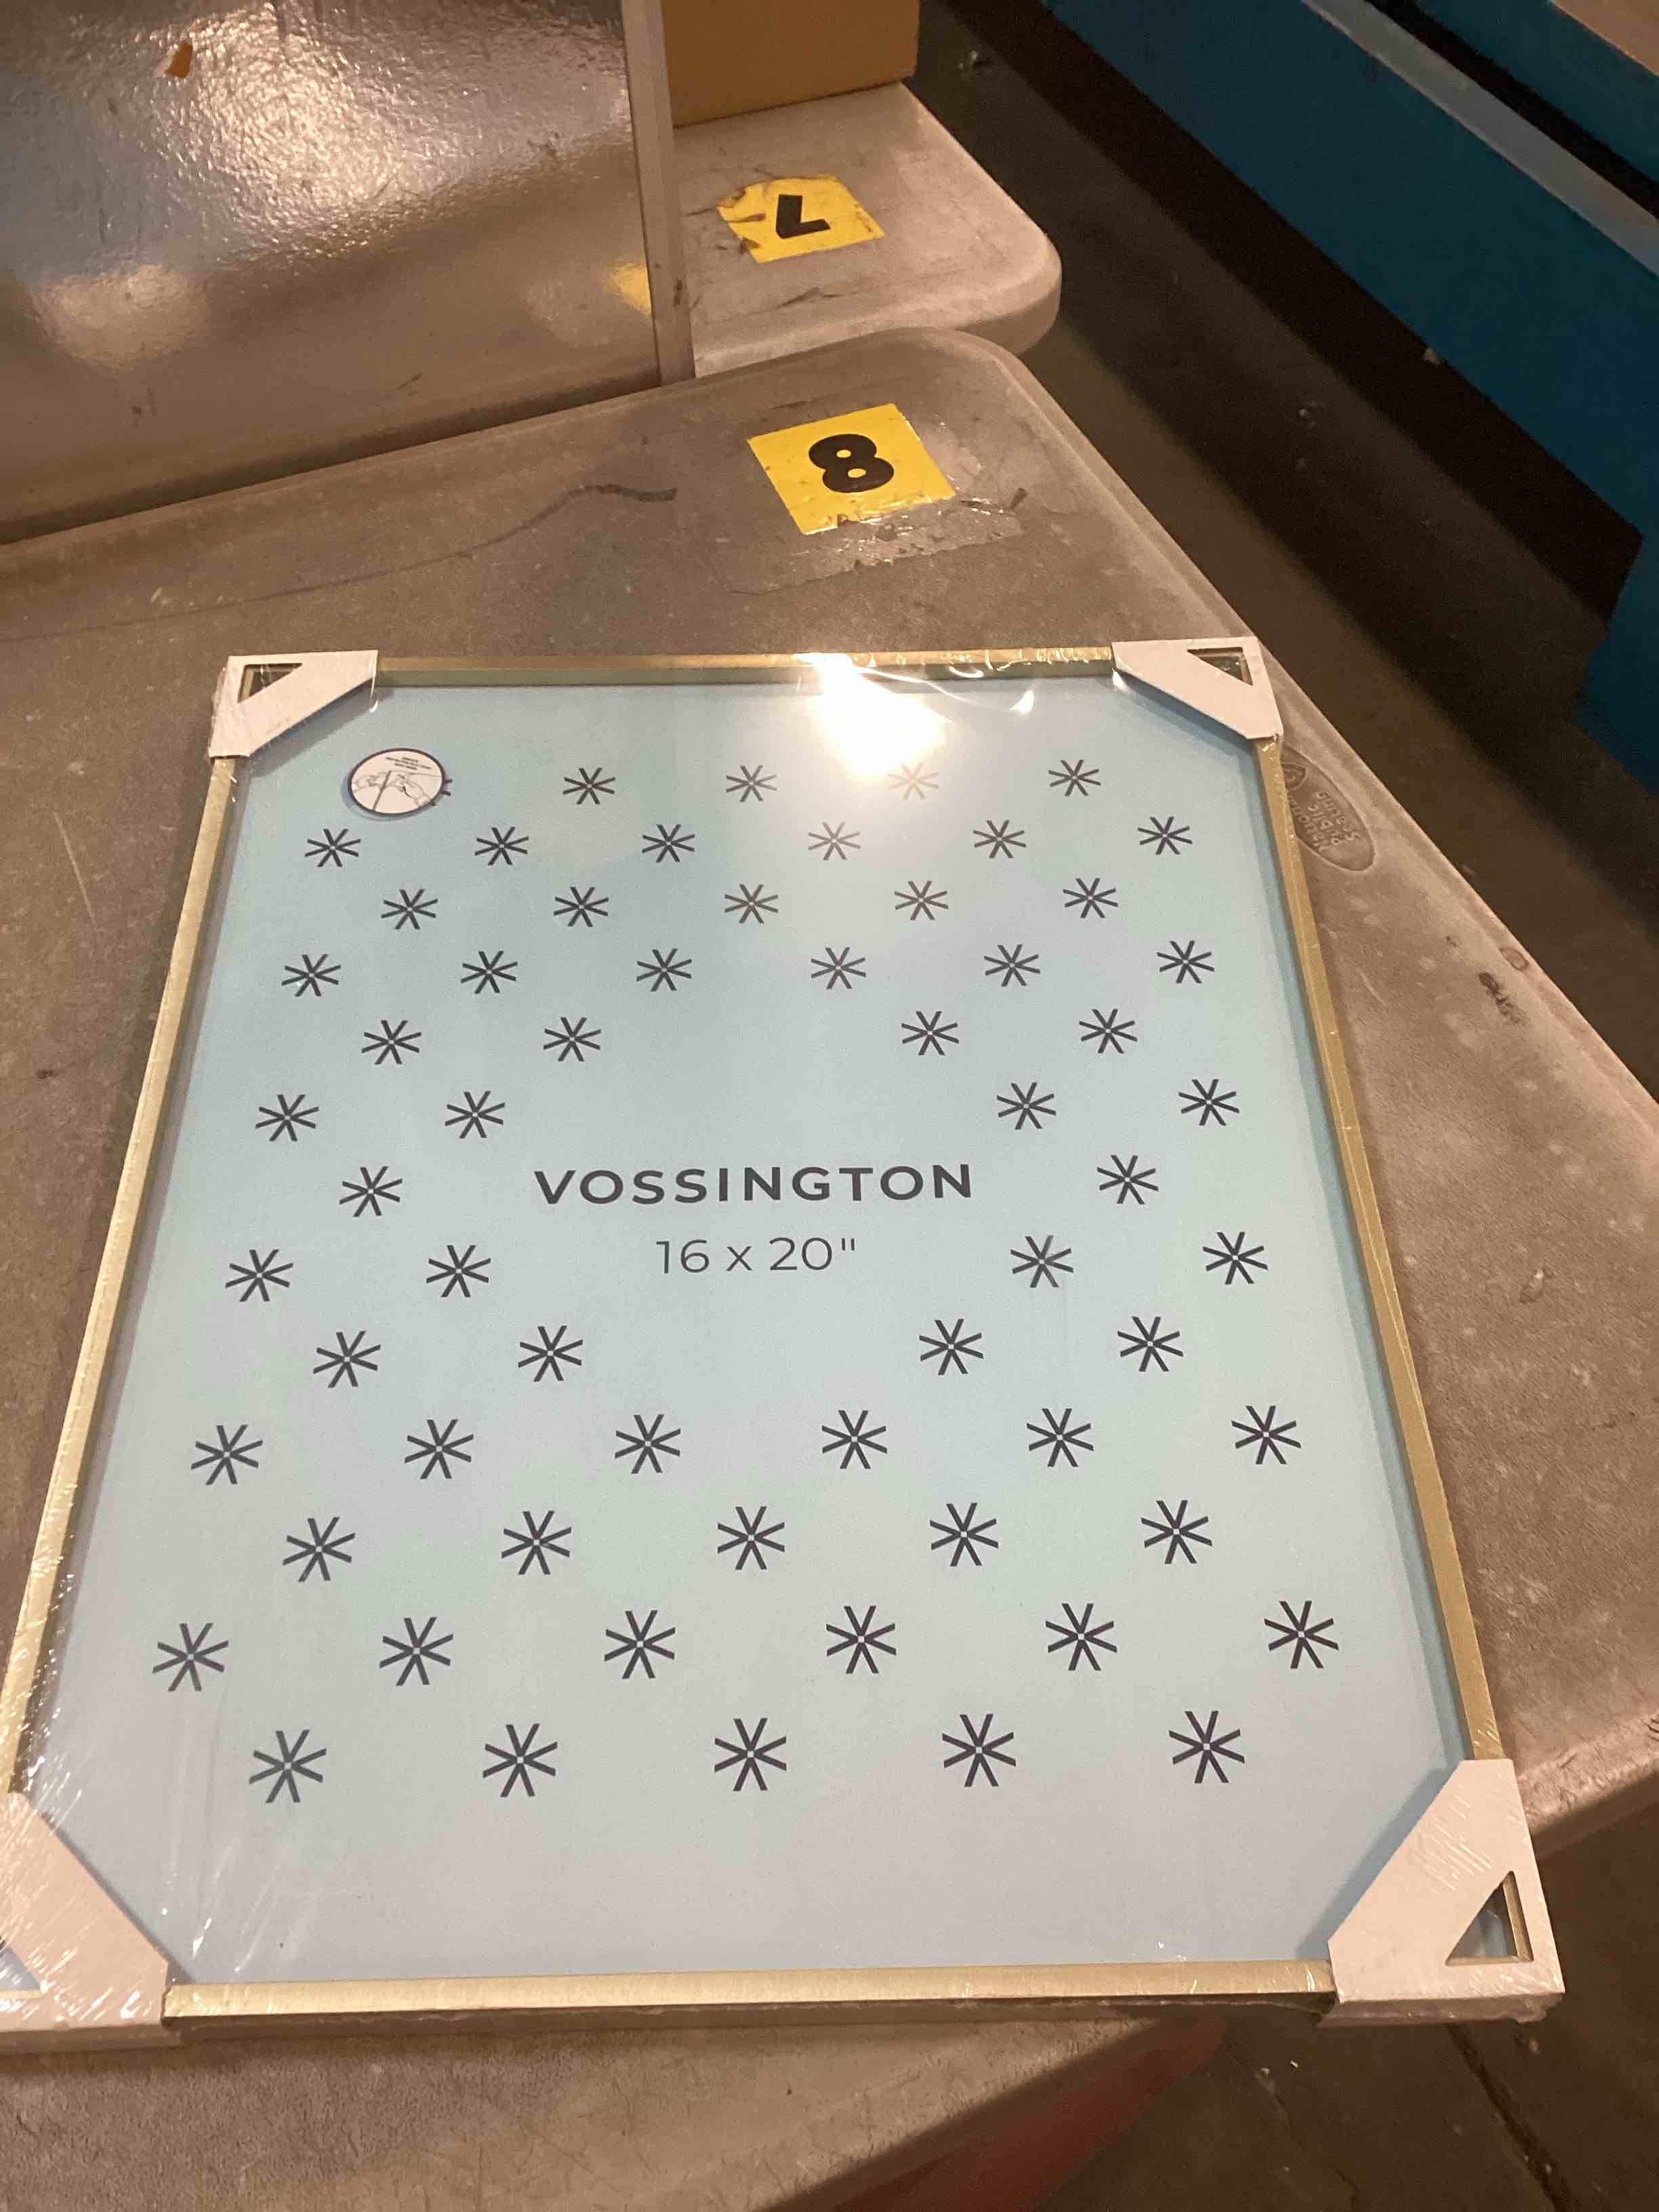 7
8
VOSSINGTON
16 x 20"